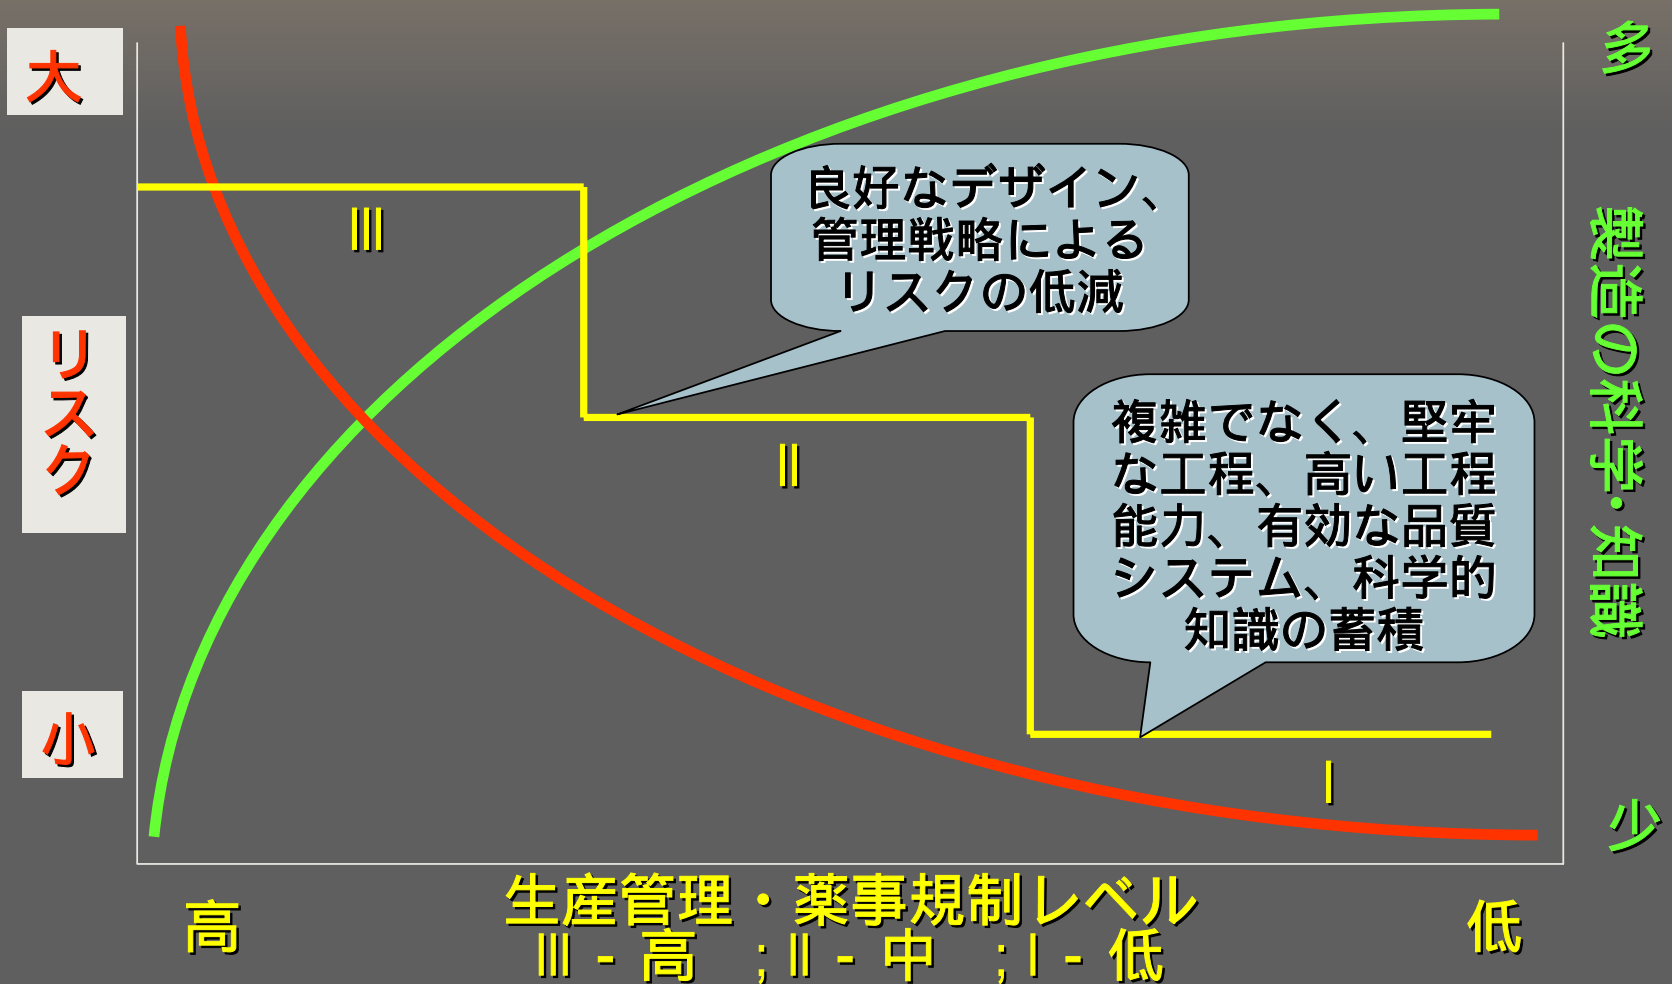 大
リスク
小
多
製造の科学・知識
少
III
良好なデザイン、
管理戦略による
リスクの低減
II
複雑でなく、堅牢
な工程、高い工程
能力、有効な品質
システム、科学的
知識の蓄積
I
高
生産管理・薬事規制レベル
III - 高 ; II - 中 ; I - 低
低